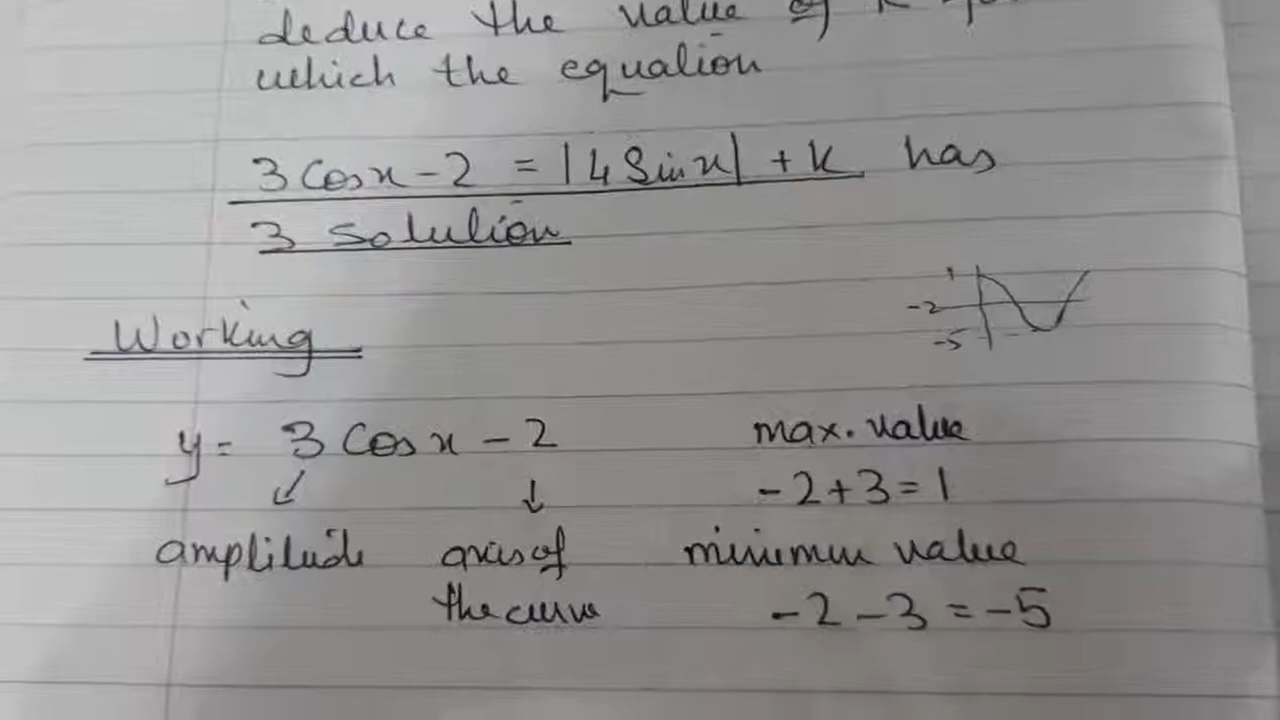 deduce the value of K
which the equation
3 Cos x - 2 = |4 Sin x| + K has
3 solution
Working
1
-2
-5
y = 3 Cos x - 2
max. value
↙ ↓
-2+3=1
amplitude axis of
the curve
minimum value
-2-3=-5